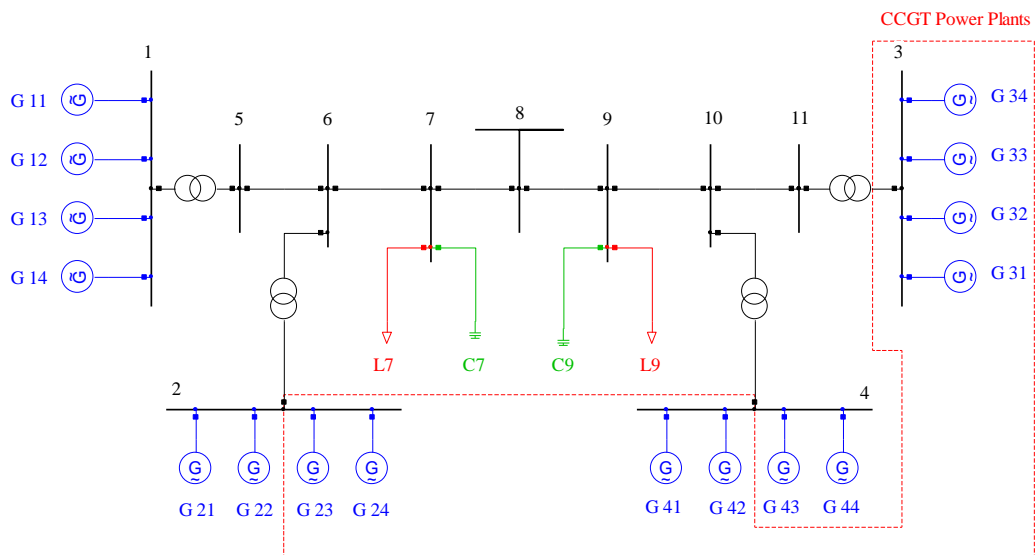 CCGT Power Plants
1
3
G 11
G
~
G
~
G 34
5
6
7
8
9
10
11
G 12
G
~
G
~
G 33
G 13
G
~
G
~
G 32
G 14
G
~
G
~
G 31
L7
C7
C9
L9
2
4
G
~
G
~
G
~
G
~
G
~
G
~
G
~
G
~
G 21
G 22
G 23
G 24
G 41
G 42
G 43
G 44